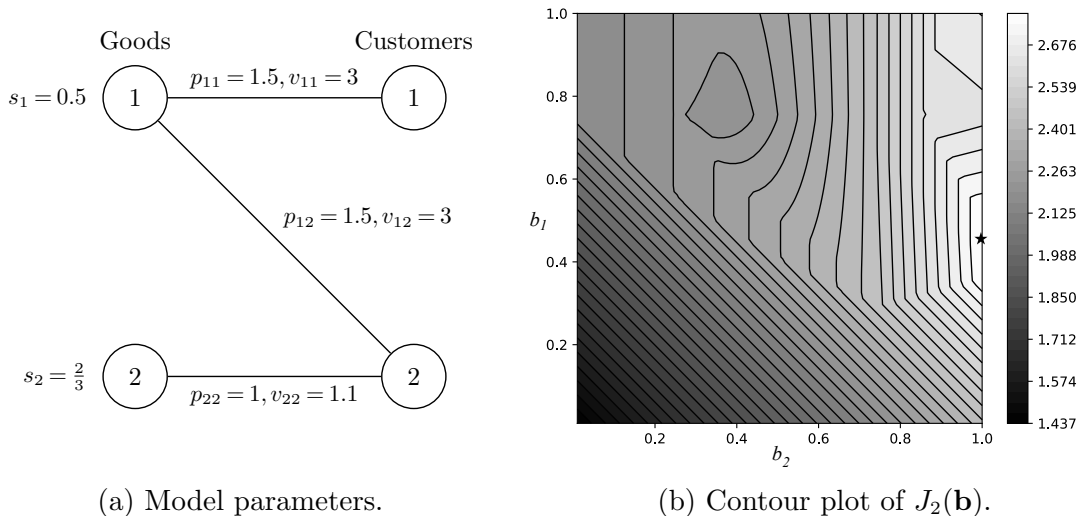 Goods
Customers
s₁ = 0.5
1
p₁₁ = 1.5, v₁₁ = 3
1
p₁₂ = 1.5, v₁₂ = 3
s₂ = 2/3
2
p₂₂ = 1, v₂₂ = 1.1
2
(a) Model parameters.
1.0
0.8
0.6
b₁
0.4
0.2
0.2
0.4
0.6
0.8
1.0
b₂
2.676
2.539
2.401
2.263
2.125
1.988
1.850
1.712
1.574
1.437
(b) Contour plot of J₂(𝐛).